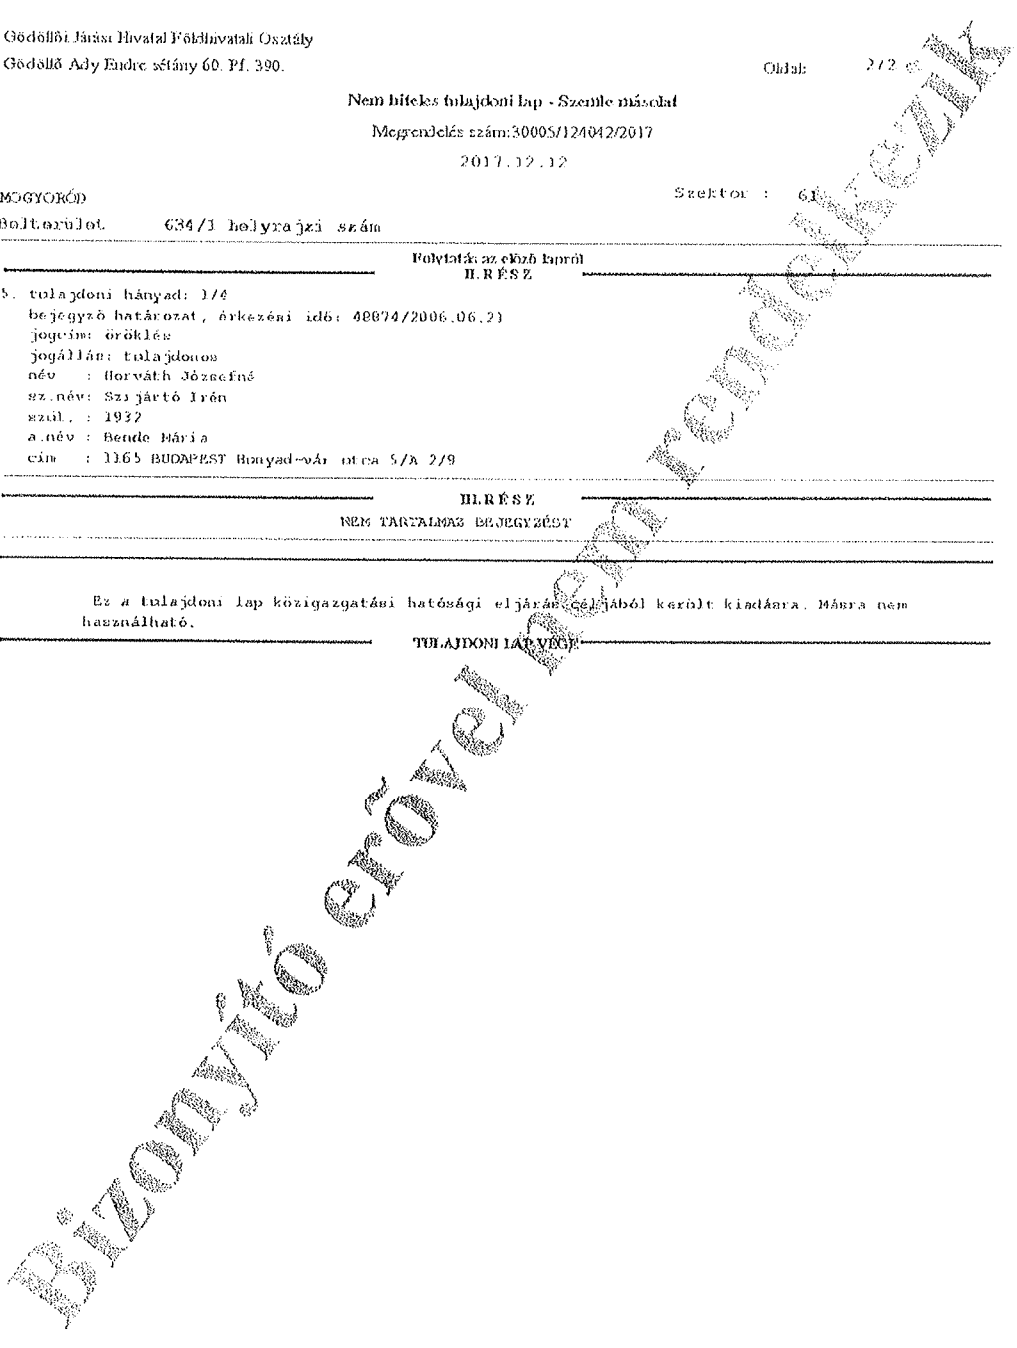 Gödöllői Járási Hivatal Földhivatali Osztály
Gödöllő Ady Endre sétány 60. Pf. 390.
Oldal: 2/2
Nem hiteles tulajdoni lap - Szemle másolat
Megrendelés szám:30005/124042/2017
2017.12.12
MOGYORÓD
Szektor : 61
Belterület 634/1 helyrajzi szám
Folytatás az előző lapról
II.RÉSZ
5. tulajdoni hányad: 1/4
bejegyző határozat, érkezési idő: 48874/2006.06.21
jogcím: öröklés
jogállás: tulajdonos
név : Horváth Józsefné
sz.név: Szijártó Irén
szül. : 1932
a.név : Bende Mária
cím : 1165 BUDAPEST Hunyad-vár utca 5/A 2/9
III.RÉSZ
NEM TARTALMAZ BEJEGYZÉST
Ez a tulajdoni lap közigazgatási hatósági eljárás céljából került kiadásra. Másra nem
használható.
TULAJDONI LAP VÉGE
Bizonyító erővel nem rendelkezik